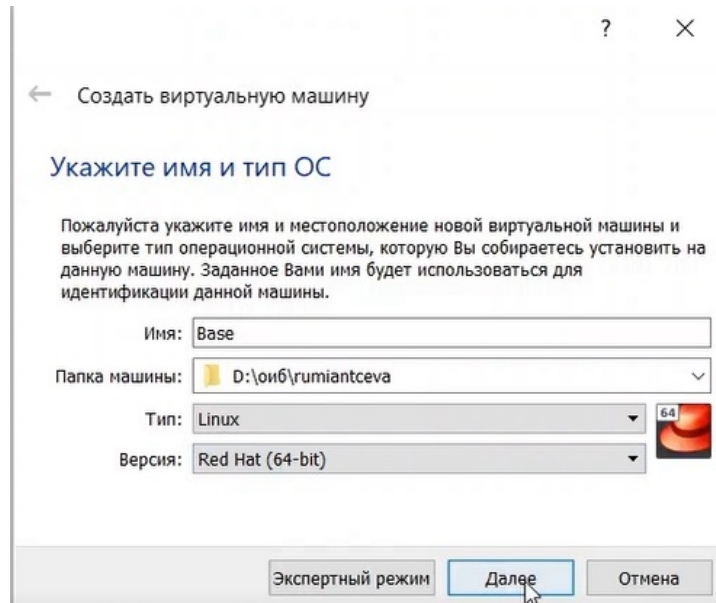 ?
Создать виртуальную машину
Укажите имя и тип ОС
Пожалуйста укажите имя и местоположение новой виртуальной машины и
выберите тип операционной системы, которую Вы собираетесь установить на
данную машину. Заданное Вами имя будет использоваться для
идентификации данной машины.
Имя: Base
Папка машины: D:\оиб\rumiantceva
Тип: Linux
64
Версия: Red Hat (64-bit)
Экспертный режим Далее Отмена